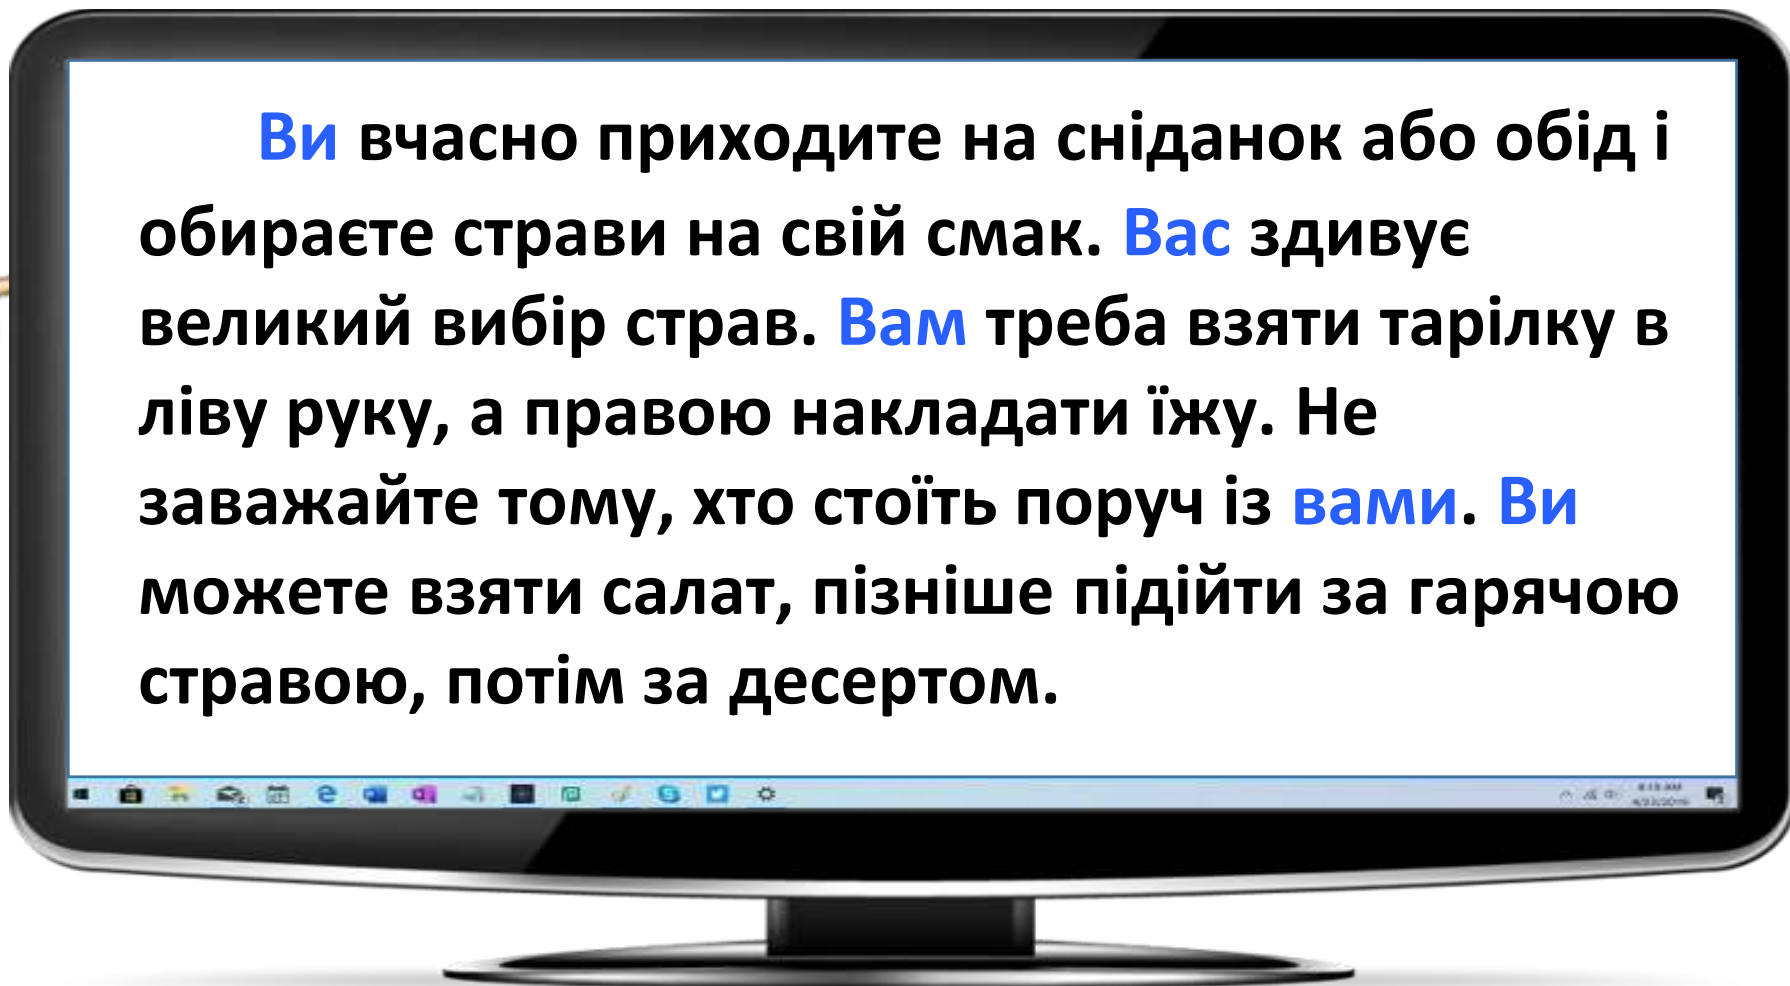 Ви вчасно приходите на сніданок або обід і
обираєте страви на свій смак. Вас здивує
великий вибір страв. Вам треба взяти тарілку в
ліву руку, а правою накладати їжу. Не
заважайте тому, хто стоїть поруч із вами. Ви
можете взяти салат, пізніше підійти за гарячою
стравою, потім за десертом.